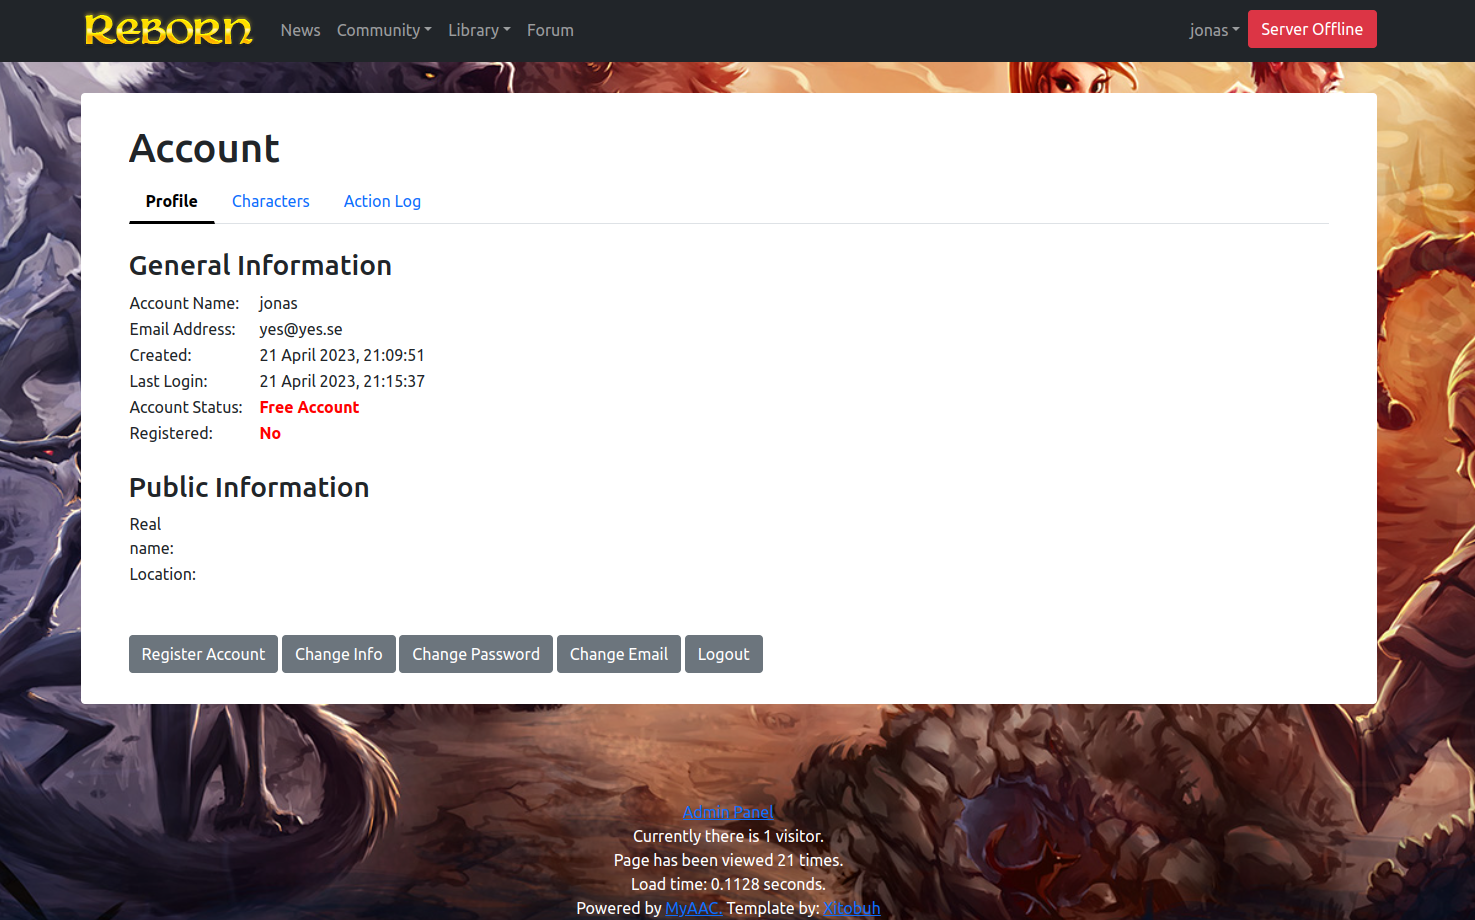 Reborn News Community Library Forum jonas Server Offline
Account
Profile Characters Action Log
General Information
Account Name: jonas
Email Address: yes@yes.se
Created: 21 April 2023, 21:09:51
Last Login: 21 April 2023, 21:15:37
Account Status: Free Account
Registered: No
Public Information
Real
name:
Location:
Register Account Change Info Change Password Change Email Logout
Admin Panel
Currently there is 1 visitor.
Page has been viewed 21 times.
Load time: 0.1128 seconds.
Powered by MyAAC. Template by: Xitobuh